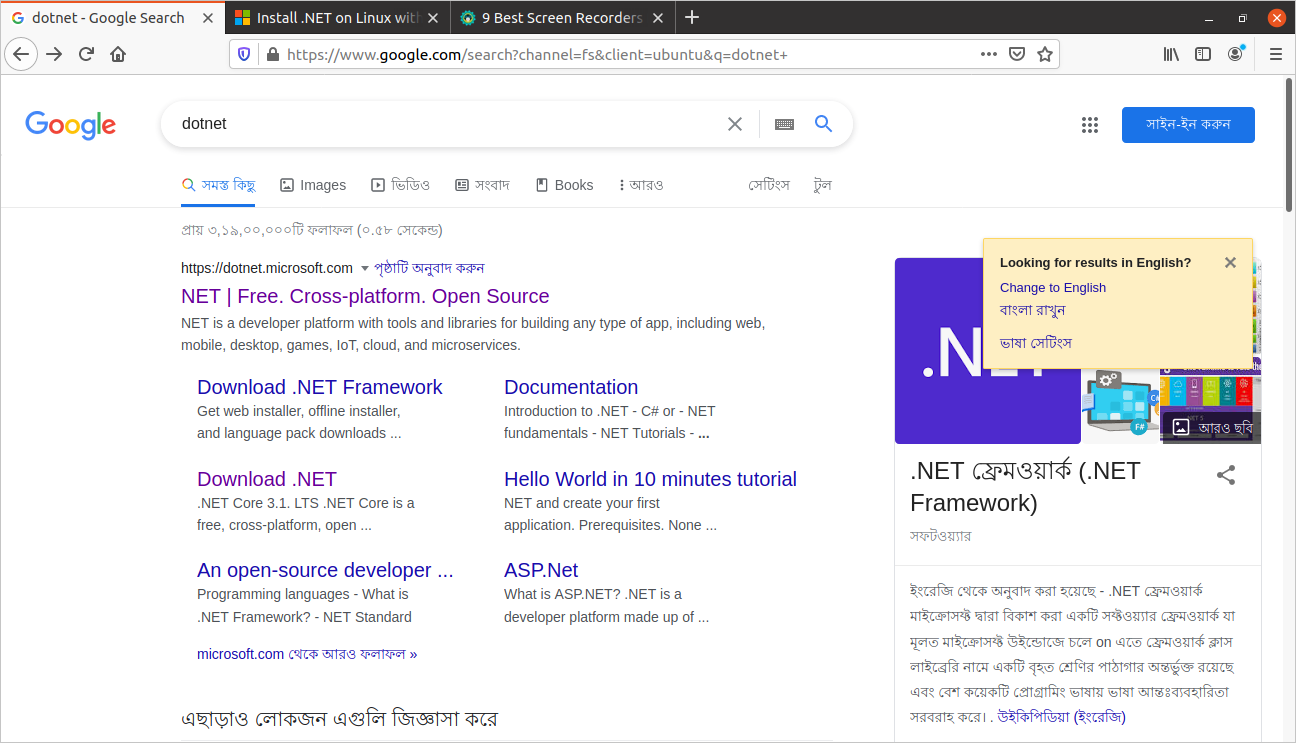 dotnet - Google Search
Install .NET on Linux with
9 Best Screen Recorders
https://www.google.com/search?channel=fs&client=ubuntu&q=dotnet+
Google
dotnet
সাইন-ইন করুন
সমস্ত কিছু
Images
ভিডিও
সংবাদ
Books
আরও
সেটিংস
টুল
প্রায় ৩,১৯,০০,০০০টি ফলাফল (০.৫৮ সেকেন্ড)
https://dotnet.microsoft.com
পৃষ্ঠাটি অনুবাদ করুন
NET | Free. Cross-platform. Open Source
NET is a developer platform with tools and libraries for building any type of app, including web,
mobile, desktop, games, IoT, cloud, and microservices.
Download .NET Framework
Get web installer, offline installer,
and language pack downloads ...
Documentation
Introduction to .NET - C# or - NET
fundamentals - NET Tutorials - ...
Download .NET
.NET Core 3.1. LTS .NET Core is a
free, cross-platform, open ...
Hello World in 10 minutes tutorial
NET and create your first
application. Prerequisites. None ...
An open-source developer ...
Programming languages - What is
.NET Framework? - NET Standard
ASP.Net
What is ASP.NET? .NET is a
developer platform made up of ...
microsoft.com থেকে আরও ফলাফল »
এছাড়াও লোকজন এগুলি জিজ্ঞাসা করে
Looking for results in English?
Change to English
বাংলা রাখুন
ভাষা সেটিংস
.NET
C#
F#
আরও ছবি
.NET ফ্রেমওয়ার্ক (.NET
Framework)
সফটওয়্যার
ইংরেজি থেকে অনুবাদ করা হয়েছে - .NET ফ্রেমওয়ার্ক
মাইক্রোসফ্ট দ্বারা বিকাশ করা একটি সফ্টওয়্যার ফ্রেমওয়ার্ক যা
মূলত মাইক্রোসফ্ট উইন্ডোজে চলে on এতে ফ্রেমওয়ার্ক ক্লাস
লাইব্রেরি নামে একটি বৃহত শ্রেণির পাঠাগার অন্তর্ভুক্ত রয়েছে
এবং বেশ কয়েকটি প্রোগ্রামিং ভাষায় ভাষা আন্তঃব্যবহারিতা
সরবরাহ করে। . উইকিপিডিয়া (ইংরেজি)